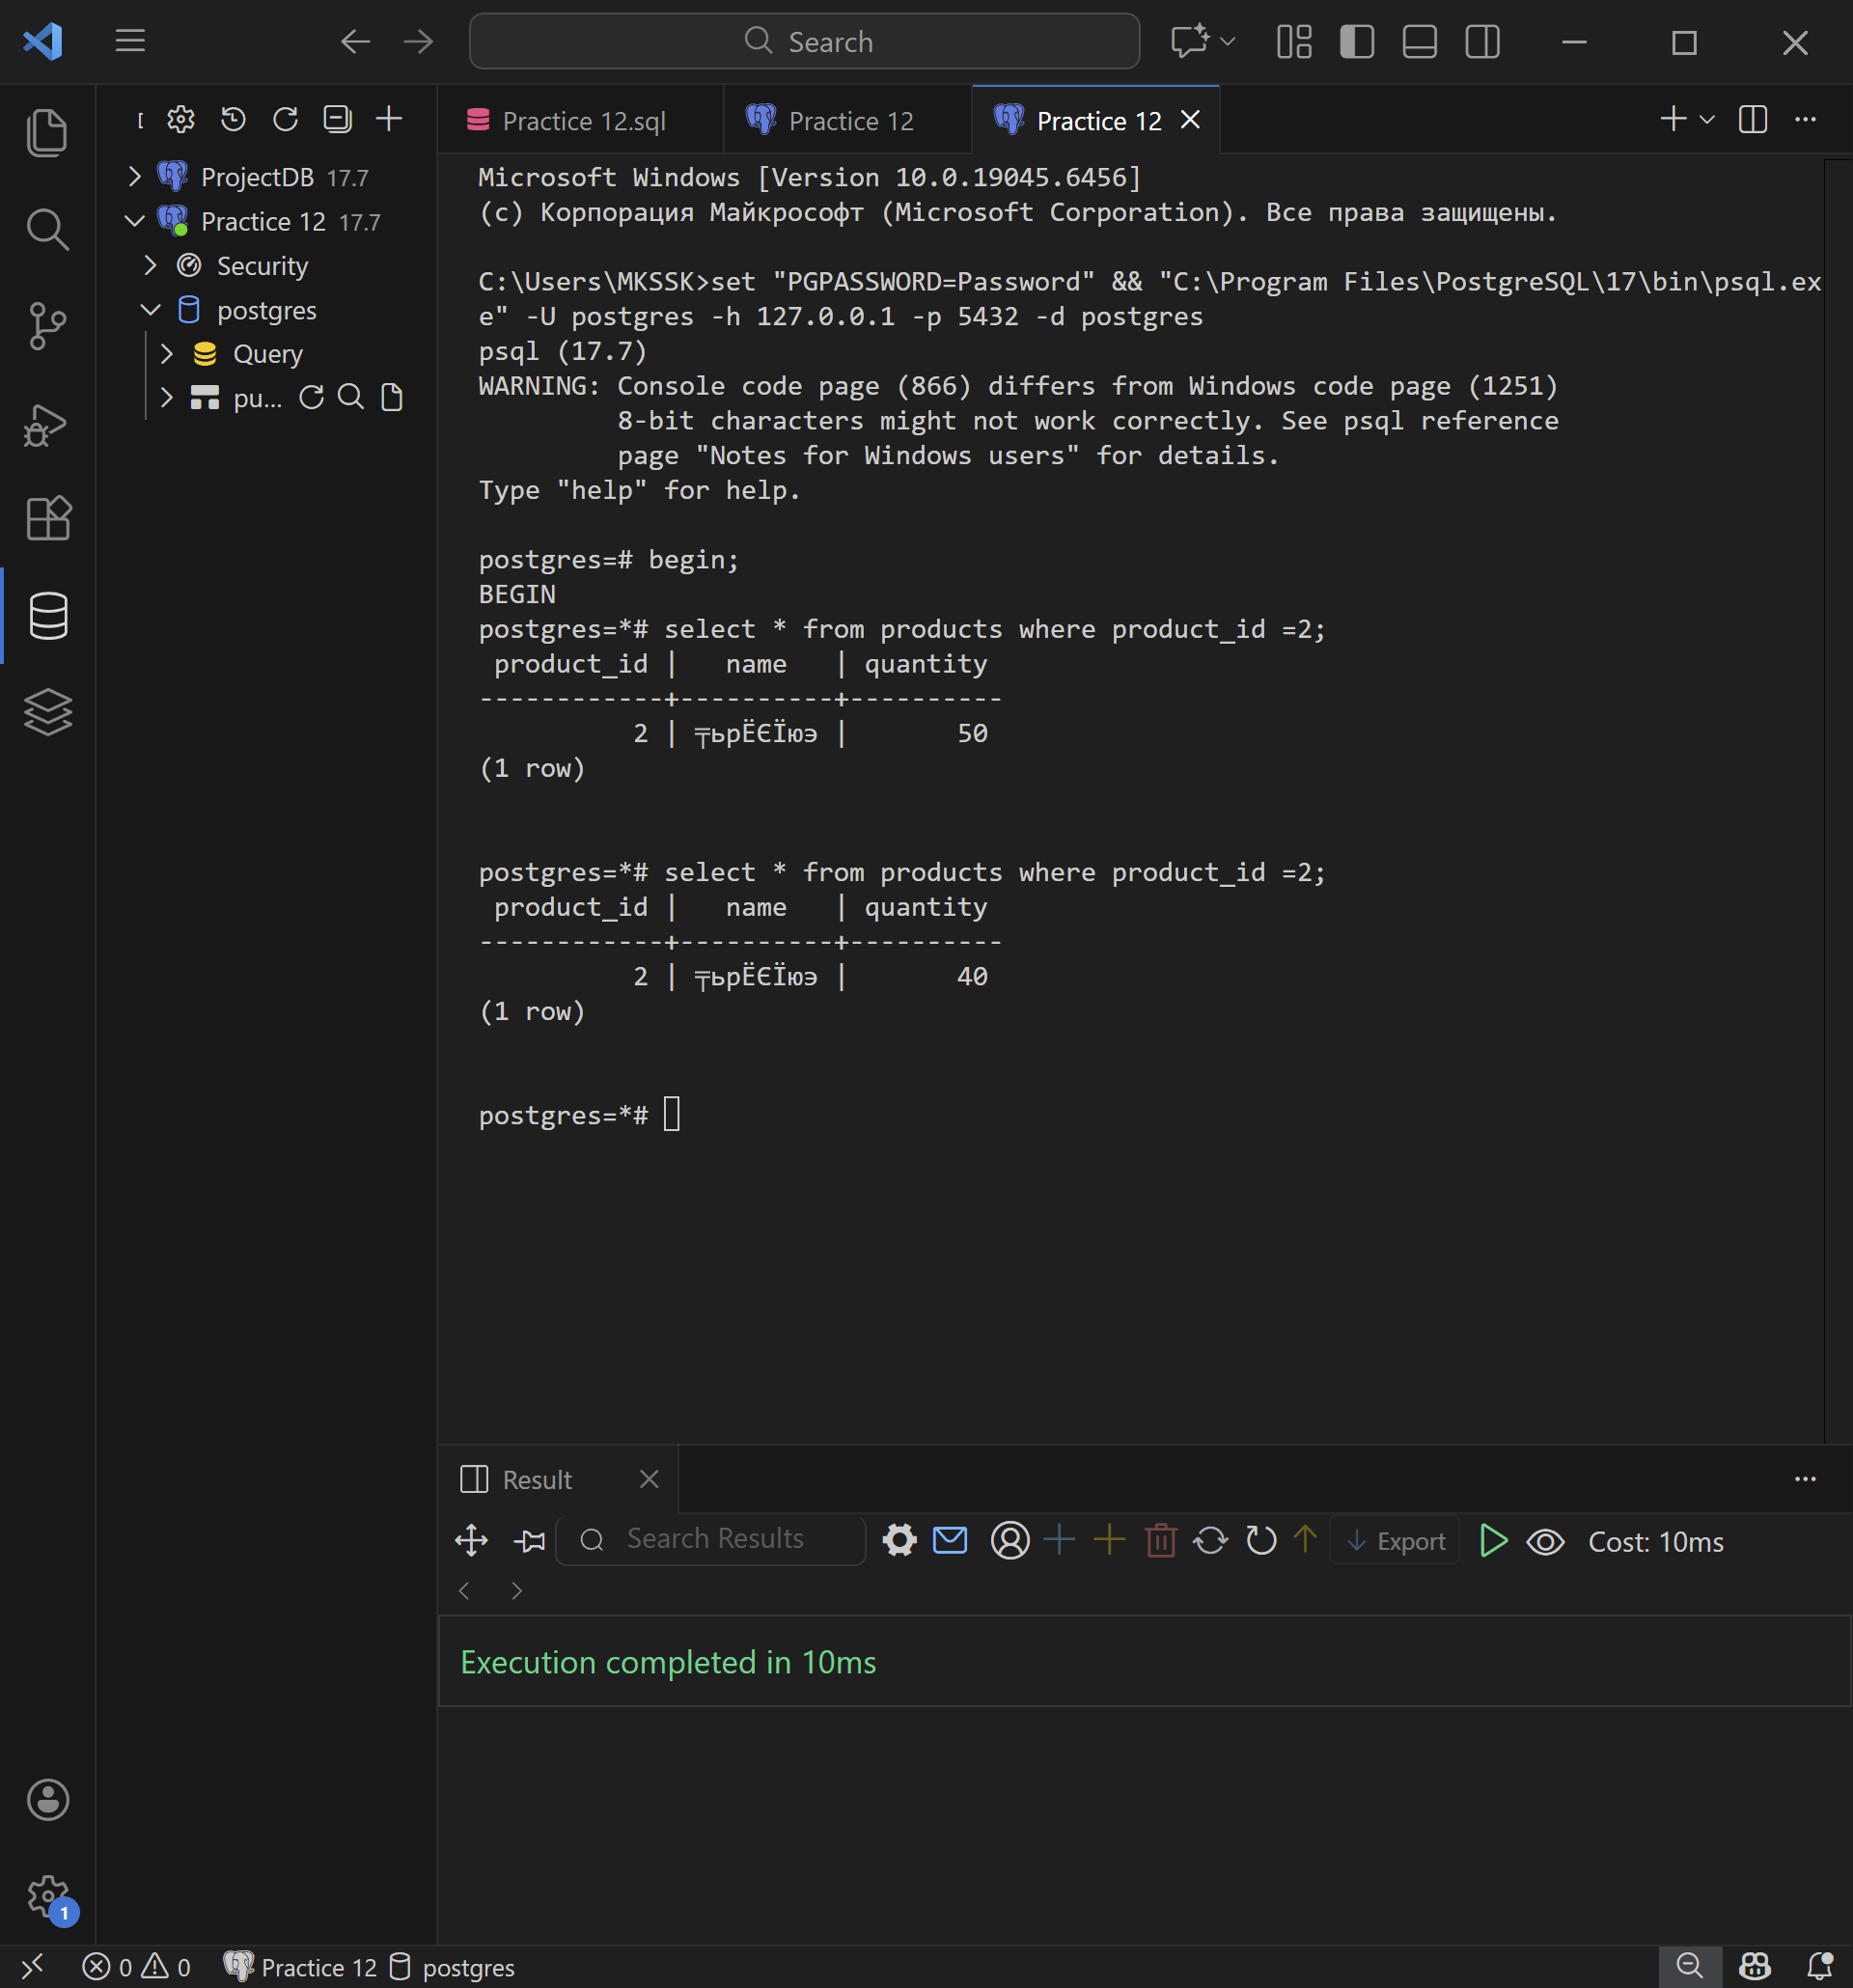 Search
Practice 12.sql
Practice 12
Practice 12
ProjectDB 17.7
Practice 12 17.7
Security
postgres
Query
pu...
Microsoft Windows [Version 10.0.19045.6456]
(c) Корпорация Майкрософт (Microsoft Corporation). Все права защищены.
C:\Users\MKSSK>set "PGPASSWORD=Password" && "C:\Program Files\PostgreSQL\17\bin\psql.ex
e" -U postgres -h 127.0.0.1 -p 5432 -d postgres
psql (17.7)
WARNING: Console code page (866) differs from Windows code page (1251)
8-bit characters might not work correctly. See psql reference
page "Notes for Windows users" for details.
Type "help" for help.
postgres=# begin;
BEGIN
postgres=*# select * from products where product_id =2;
product_id | name | quantity
------------+----------+----------
2 | ╤ьрЁЄЇюэ | 50
(1 row)
postgres=*# select * from products where product_id =2;
product_id | name | quantity
------------+----------+----------
2 | ╤ьрЁЄЇюэ | 40
(1 row)
postgres=*#
Result
Search Results
Export
Cost: 10ms
Execution completed in 10ms
1
0 0 Practice 12 postgres